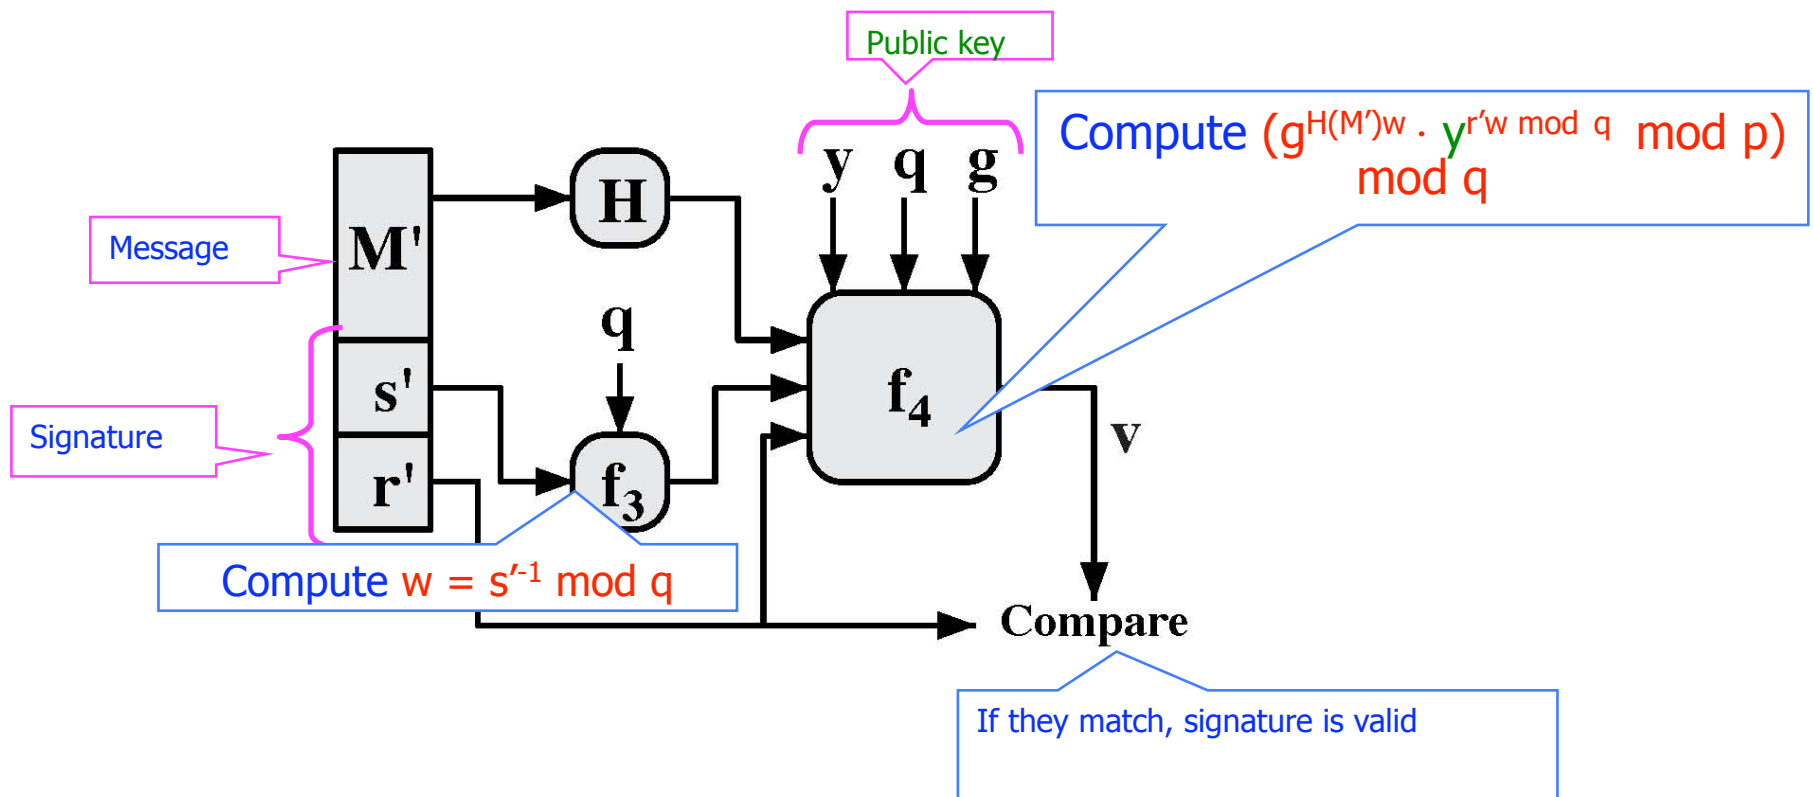 Public key
Compute (g^H(M')w · y^r'w mod q mod p)
mod q
y q g
H
M'
Message
q
s'
f₄
Signature
v
r'
f₃
Compute w = s'^-1 mod q
Compare
If they match, signature is valid